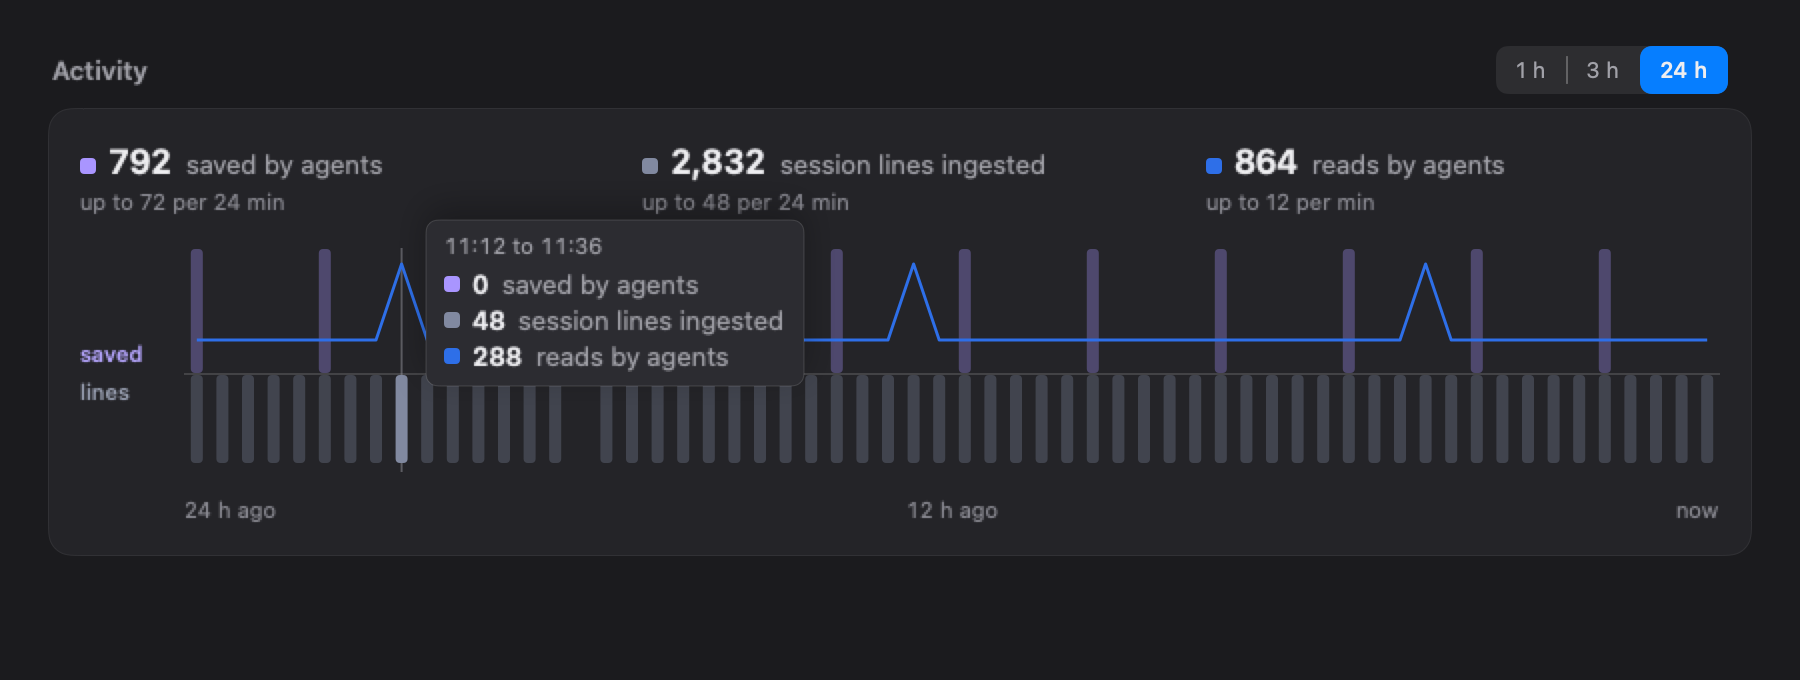 Activity
1 h
3 h
24 h
792 saved by agents
up to 72 per 24 min
2,832 session lines ingested
up to 48 per 24 min
864 reads by agents
up to 12 per min
11:12 to 11:36
0 saved by agents
48 session lines ingested
288 reads by agents
saved
lines
24 h ago
12 h ago
now